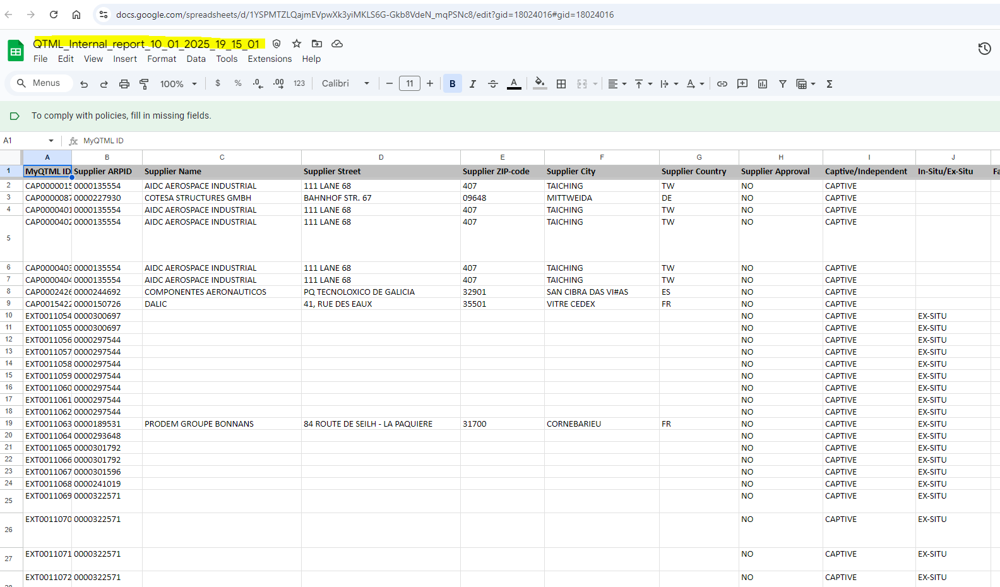 docs.google.com/spreadsheets/d/1YSPMTZLQajmEVpwXk3yiMKLS6G-Gkb8VdeN_mqPSNc8/edit?gid=18024016#gid=18024016
QTML_Internal_report_10_01_2025_19_15_01
File Edit View Insert Format Data Tools Extensions Help
Menus 100% $ % .0 .00 123 Calibri 11 B I S A A Σ
To comply with policies, fill in missing fields.
A1 fx MyQTML ID
A B C D E F G H I J
1 MyQTML ID Supplier ARPID Supplier Name Supplier Street Supplier ZIP-code Supplier City Supplier Country Supplier Approval Captive/Independent In-Situ/Ex-Situ Fa
2 CAP0000015 0000135554 AIDC AEROSPACE INDUSTRIAL 111 LANE 68 407 TAICHING TW NO CAPTIVE
3 CAP0000087 0000227930 COTESA STRUCTURES GMBH BAHNHOF STR. 67 09648 MITTWEIDA DE NO CAPTIVE
4 CAP0000401 0000135554 AIDC AEROSPACE INDUSTRIAL 111 LANE 68 407 TAICHING TW NO CAPTIVE
5 CAP0000402 0000135554 AIDC AEROSPACE INDUSTRIAL 111 LANE 68 407 TAICHING TW NO CAPTIVE
6 CAP0000403 0000135554 AIDC AEROSPACE INDUSTRIAL 111 LANE 68 407 TAICHING TW NO CAPTIVE
7 CAP0000404 0000135554 AIDC AEROSPACE INDUSTRIAL 111 LANE 68 407 TAICHING TW NO CAPTIVE
8 CAP0002426 0000244692 COMPONENTES AERONAUTICOS PQ TECNOLOXICO DE GALICIA 32901 SAN CIBRA DAS VI#AS ES NO CAPTIVE
9 CAP0015422 0000150726 DALIC 41, RUE DES EAUX 35501 VITRE CEDEX FR NO CAPTIVE
10 EXT0011054 0000300697 NO CAPTIVE EX-SITU
11 EXT0011055 0000300697 NO CAPTIVE EX-SITU
12 EXT0011056 0000297544 NO CAPTIVE EX-SITU
13 EXT0011057 0000297544 NO CAPTIVE EX-SITU
14 EXT0011058 0000297544 NO CAPTIVE EX-SITU
15 EXT0011059 0000297544 NO CAPTIVE EX-SITU
16 EXT0011060 0000297544 NO CAPTIVE EX-SITU
17 EXT0011061 0000297544 NO CAPTIVE EX-SITU
18 EXT0011062 0000297544 NO CAPTIVE EX-SITU
19 EXT0011063 0000189531 PRODEM GROUPE BONNANS 84 ROUTE DE SEILH - LA PAQUIERE 31700 CORNEBARIEU FR NO CAPTIVE EX-SITU
20 EXT0011064 0000293648 NO CAPTIVE EX-SITU
21 EXT0011065 0000301792 NO CAPTIVE EX-SITU
22 EXT0011066 0000301792 NO CAPTIVE EX-SITU
23 EXT0011067 0000301596 NO CAPTIVE EX-SITU
24 EXT0011068 0000241019 NO CAPTIVE EX-SITU
25 EXT0011069 0000322571 NO CAPTIVE EX-SITU
26 EXT0011070 0000322571 NO CAPTIVE EX-SITU
27 EXT0011071 0000322571 NO CAPTIVE EX-SITU
EXT0011072 0000322571 NO CAPTIVE EX-SITU